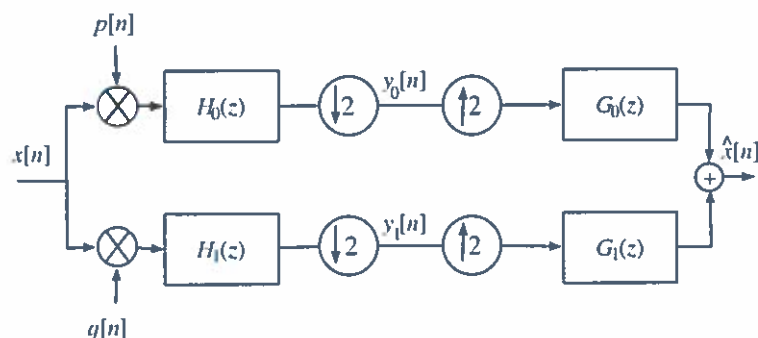 p[n]
H₀(z)
↓2
y₀[n]
↑2
G₀(z)
x[n]
x̂[n]
+
H₁(z)
↓2
y₁[n]
↑2
G₁(z)
q[n]